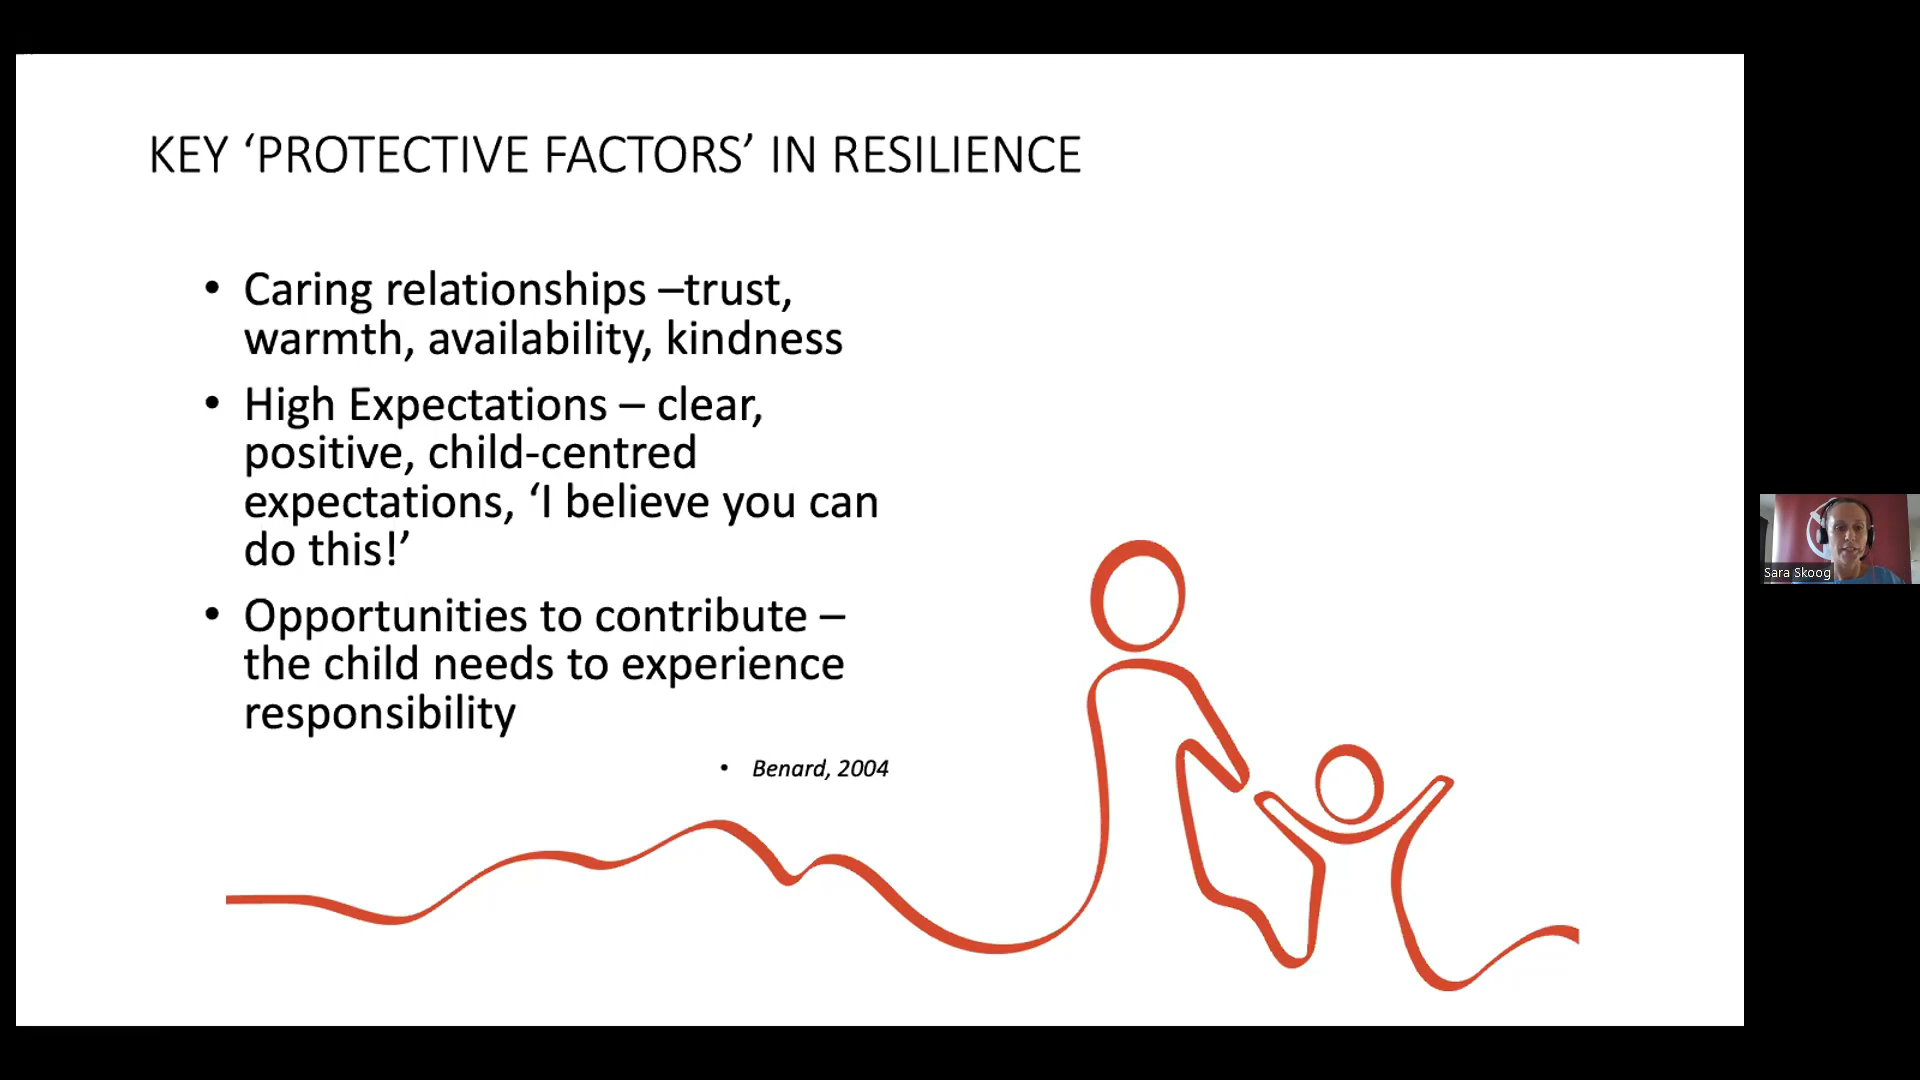 KEY ‘PROTECTIVE FACTORS’ IN RESILIENCE
• Caring relationships –trust,
warmth, availability, kindness
• High Expectations – clear,
positive, child-centred
expectations, ‘I believe you can
do this!’
• Opportunities to contribute –
the child needs to experience
responsibility
• Benard, 2004
Sara Skoog